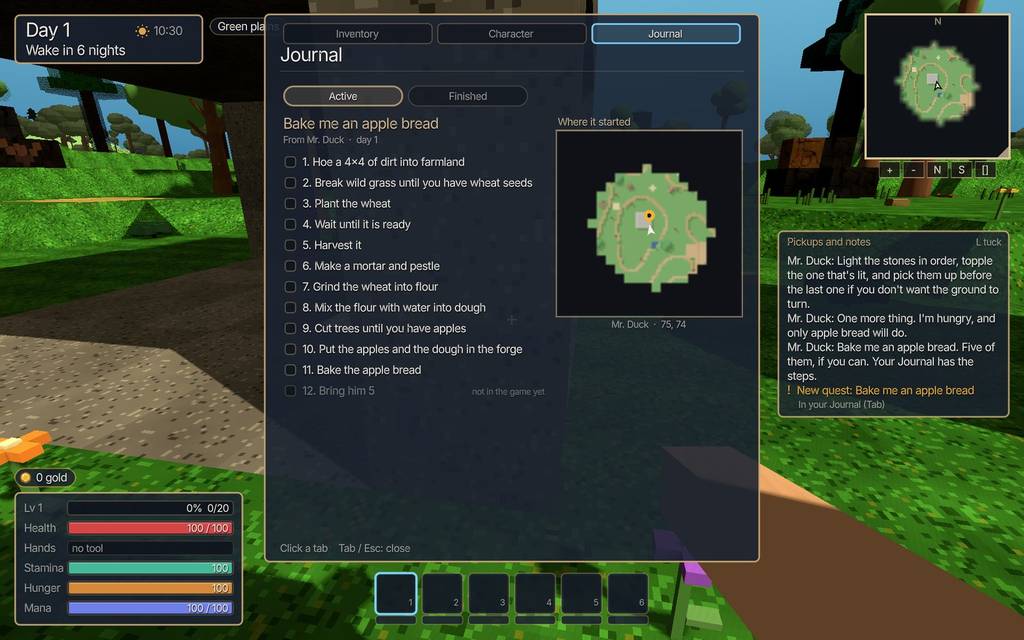 Day 1
10:30
Wake in 6 nights
Green
Inventory
Character
Journal
Journal
Active
Finished
Bake me an apple bread
From Mr. Duck · day 1
1. Hoe a 4×4 of dirt into farmland
2. Break wild grass until you have wheat seeds
3. Plant the wheat
4. Wait until it is ready
5. Harvest it
6. Make a mortar and pestle
7. Grind the wheat into flour
8. Mix the flour with water into dough
9. Cut trees until you have apples
10. Put the apples and the dough in the forge
11. Bake the apple bread
12. Bring him 5
not in the game yet
Where it started
Mr. Duck · 75, 74
Click a tab
Tab / Esc: close
N
+
-
N
S
[]
Pickups and notes
L tuck
Mr. Duck: Light the stones in order, topple
the one that's lit, and pick them up before
the last one if you don't want the ground to
turn.
Mr. Duck: One more thing. I'm hungry, and
only apple bread will do.
Mr. Duck: Bake me an apple bread. Five of
them, if you can. Your Journal has the
steps.
! New quest: Bake me an apple bread
In your Journal (Tab)
0 gold
Lv 1
0% 0/20
Health
100 / 100
Hands
no tool
Stamina
100
Hunger
100
Mana
100 / 100
1
2
3
4
5
6